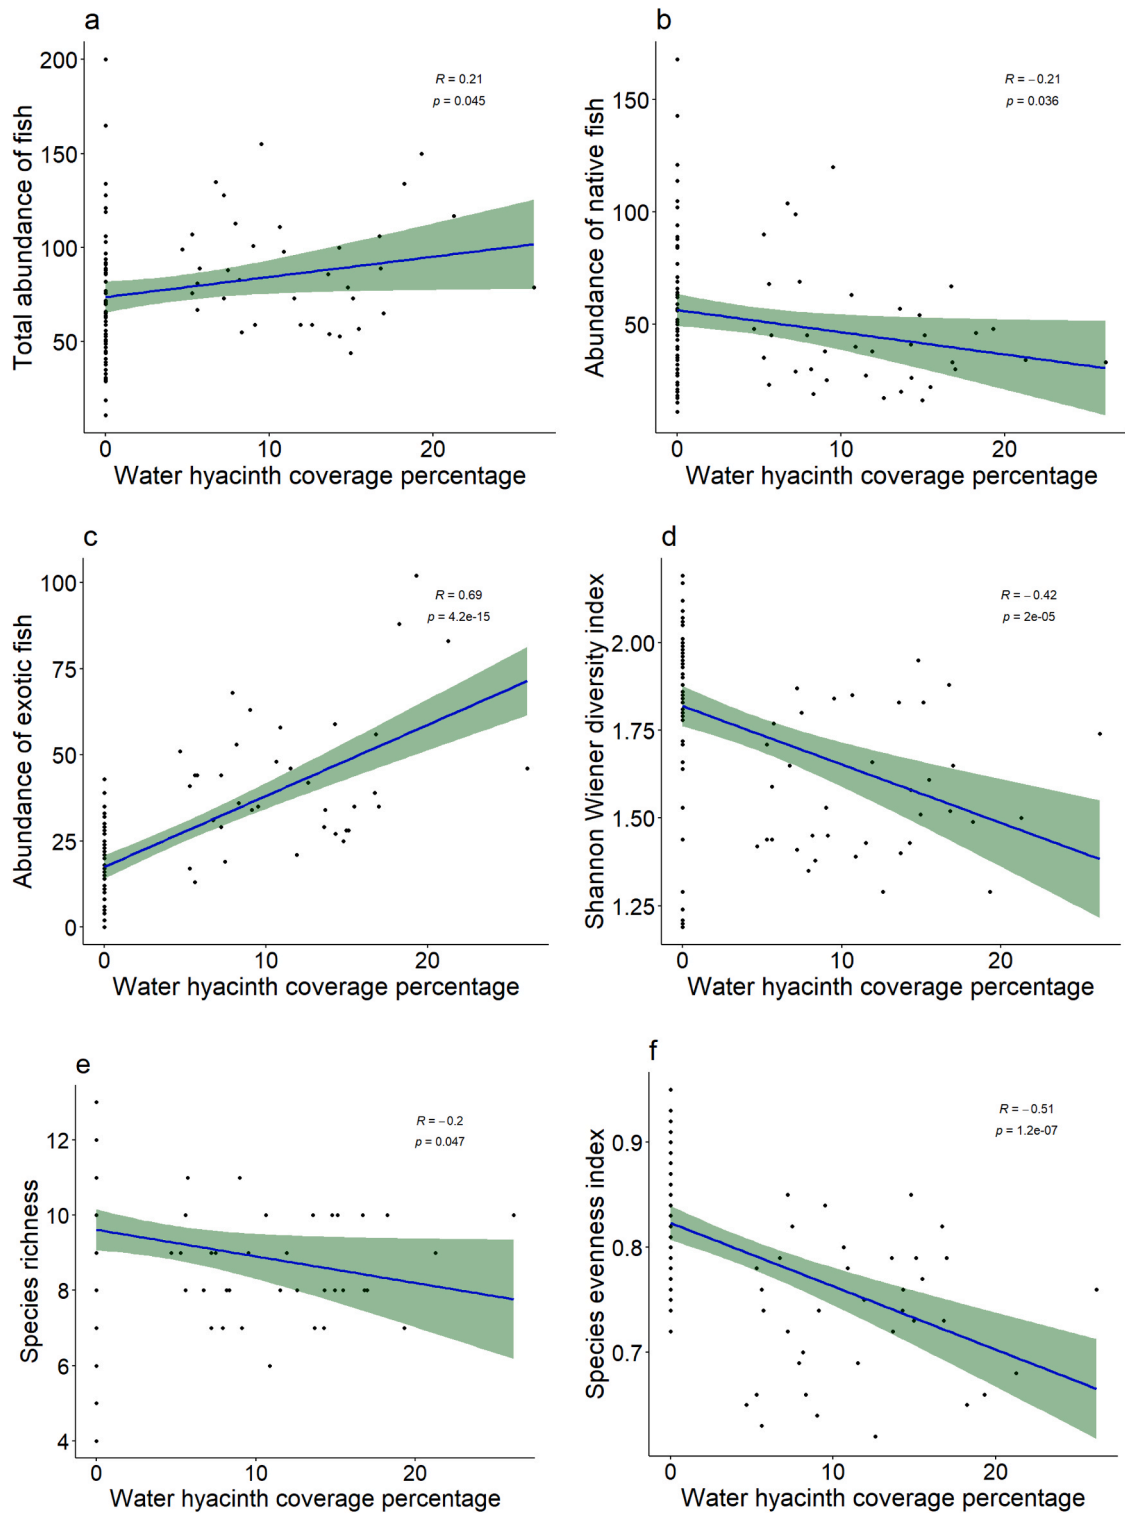 a
200
150
100
50
0
10
20
Total abundance of fish
Water hyacinth coverage percentage
R = 0.21
p = 0.045
b
150
100
50
0
10
20
Abundance of native fish
Water hyacinth coverage percentage
R = −0.21
p = 0.036
c
100
75
50
25
0
0
10
20
Abundance of exotic fish
Water hyacinth coverage percentage
R = 0.69
p = 4.2e-15
d
2.00
1.75
1.50
1.25
0
10
20
Shannon Wiener diversity index
Water hyacinth coverage percentage
R = −0.42
p = 2e-05
e
12
10
8
6
4
0
10
20
Species richness
Water hyacinth coverage percentage
R = −0.2
p = 0.047
f
0.9
0.8
0.7
0
10
20
Species evenness index
Water hyacinth coverage percentage
R = −0.51
p = 1.2e-07